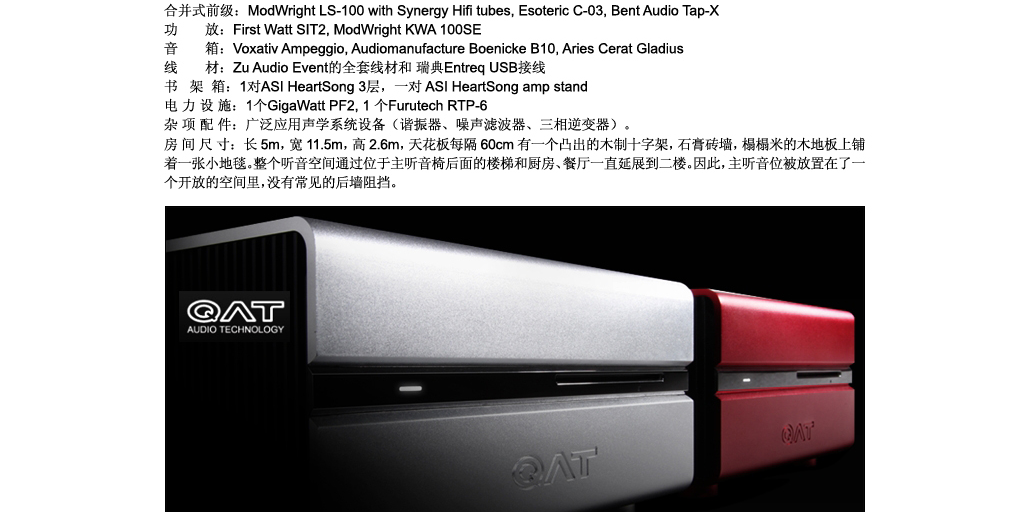 合并式前级：ModWright LS-100 with Synergy Hifi tubes, Esoteric C-03, Bent Audio Tap-X
功 放：First Watt SIT2, ModWright KWA 100SE
音 箱：Voxativ Ampeggio, Audiomanufacture Boenicke B10, Aries Cerat Gladius
线 材：Zu Audio Event的全套线材和 瑞典Entreq USB接线
书 架 箱：1对ASI HeartSong 3层，一对 ASI HeartSong amp stand
电 力 设 施：1个GigaWatt PF2, 1 个Furutech RTP-6
杂 项 配 件：广泛应用声学系统设备（谐振器、噪声滤波器、三相逆变器）。
房 间 尺 寸：长 5m，宽 11.5m，高 2.6m，天花板每隔 60cm 有一个凸出的木制十字架，石膏砖墙，榻榻米的木地板上铺
着一张小地毯。整个听音空间通过位于主听音椅后面的楼梯和厨房、餐厅一直延展到二楼。因此，主听音位被放置在了一
个开放的空间里，没有常见的后墙阻挡。
QAT
AUDIO TECHNOLOGY
QAT
QAT